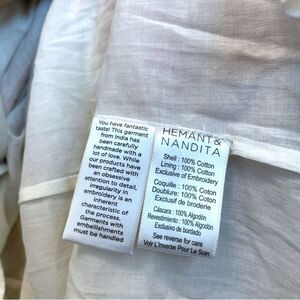 You have fantastic
taste! This garment
from India has
been carefully
handmade with a
lot of love. While
our products have
been crafted with
an obsessive
attention to detail,
irregularity in
embroidery is an
inherent
characteristic of
the process.
Garments with
embellishments
must be handled
HEMANT &
NANDITA
Shell : 100% Cotton
Lining : 100% Cotton
Exclusive of Embroidery
Coquille : 100% Coton
Doublure: 100% Coton
Exclusif de broderie
Cáscara: 100% Algodón
Revestimiento: 100% Algodón
Exclusivo de bordado
See reverse for care
Voir L'inverse Pour Le Soin